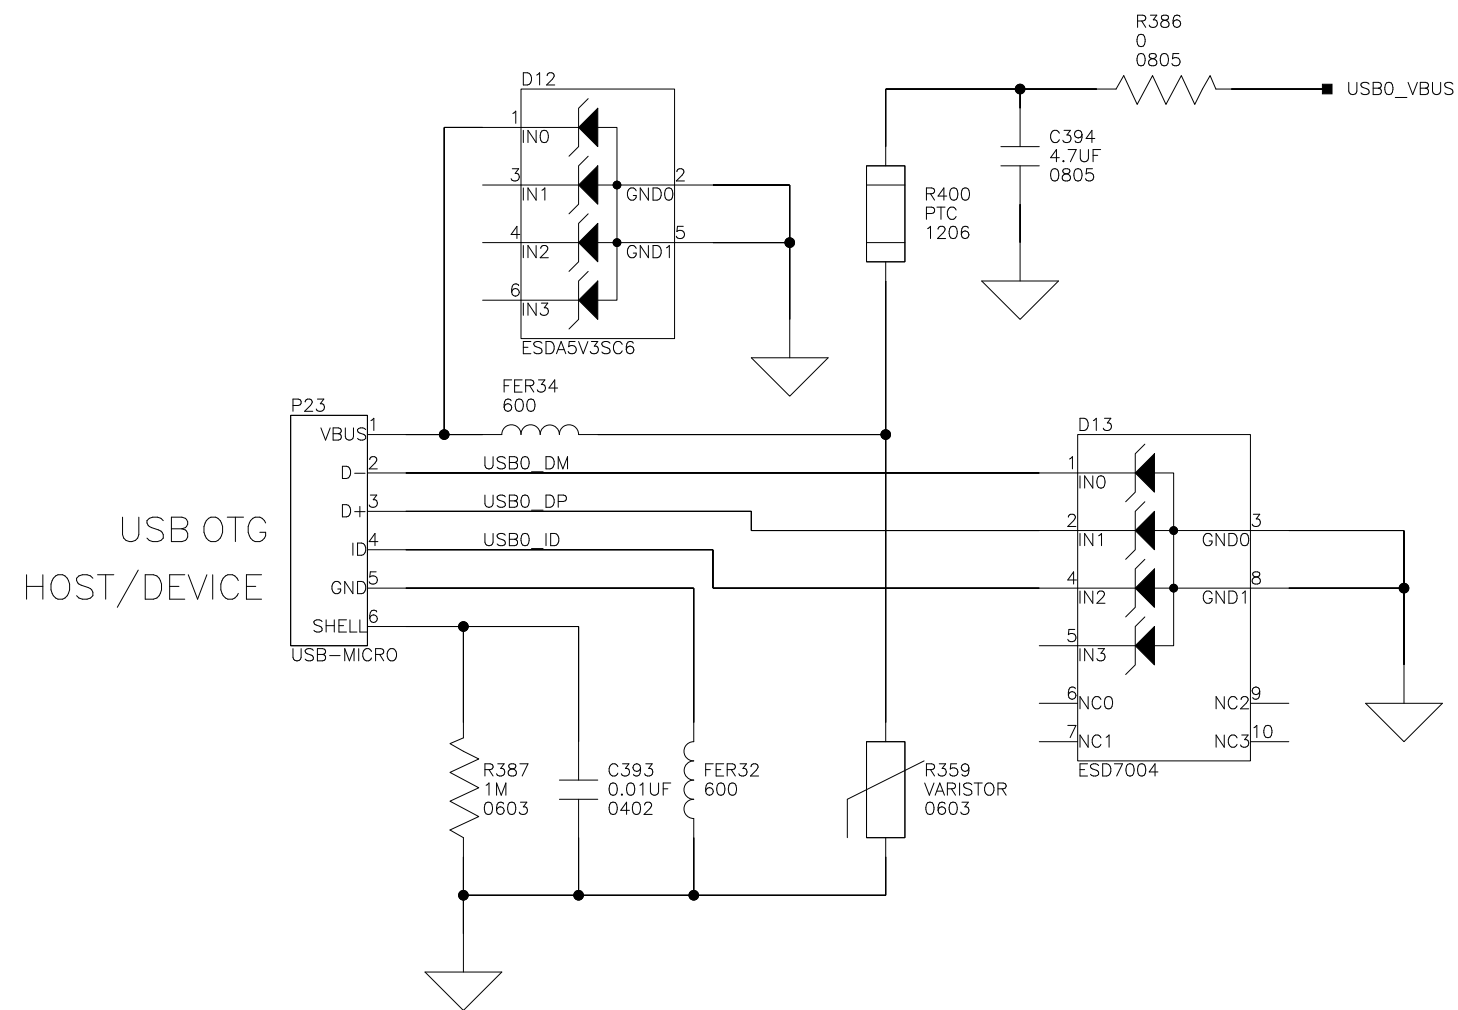 R386
0
0805
USB0_VBUS
D12
1
IN0
3
IN1
4
IN2
6
IN3
2
GND0
5
GND1
ESDA5V3SC6
C394
4.7UF
0805
R400
PTC
1206
FER34
600
P23
VBUS
1
D-
2
D+
3
ID
4
GND
5
SHELL
6
USB-MICRO
USB0_DM
USB0_DP
USB0_ID
USB OTG
HOST/DEVICE
D13
1
IN0
2
IN1
4
IN2
5
IN3
6
NC0
7
NC1
3
GND0
8
GND1
9
NC2
10
NC3
ESD7004
R387
1M
0603
C393
0.01UF
0402
FER32
600
R359
VARISTOR
0603